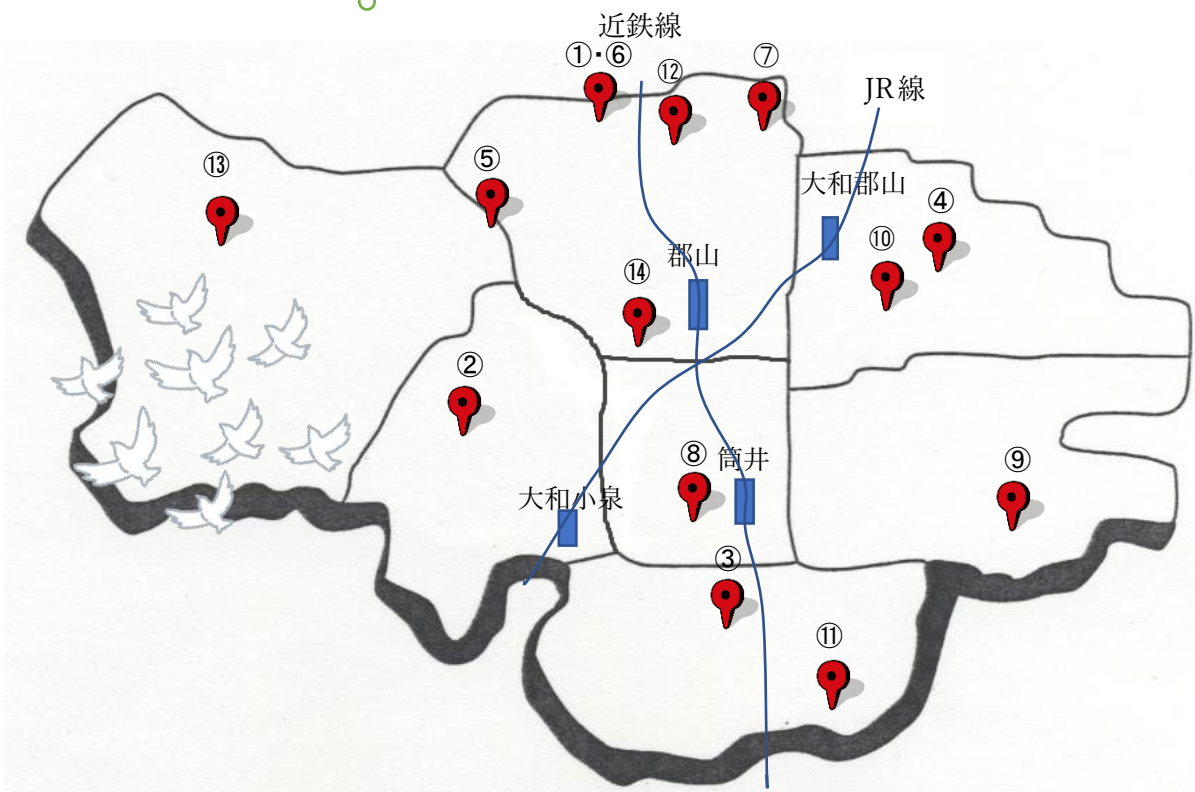 近鉄線
①・⑥
⑫
⑦
JR線
⑬
⑤
大和郡山
④
⑩
郡山
⑭
②
⑧
筒井
⑨
大和小泉
③
⑪